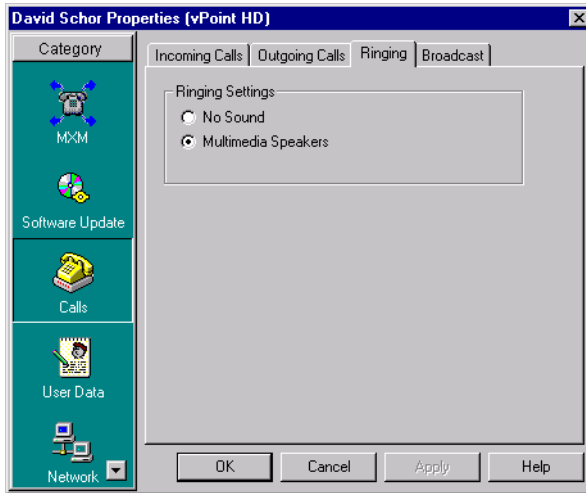 David Schor Properties (vPoint HD)
Category
MXM
Software Update
Calls
User Data
Network
Incoming Calls
Outgoing Calls
Ringing
Broadcast
Ringing Settings
No Sound
Multimedia Speakers
OK
Cancel
Apply
Help